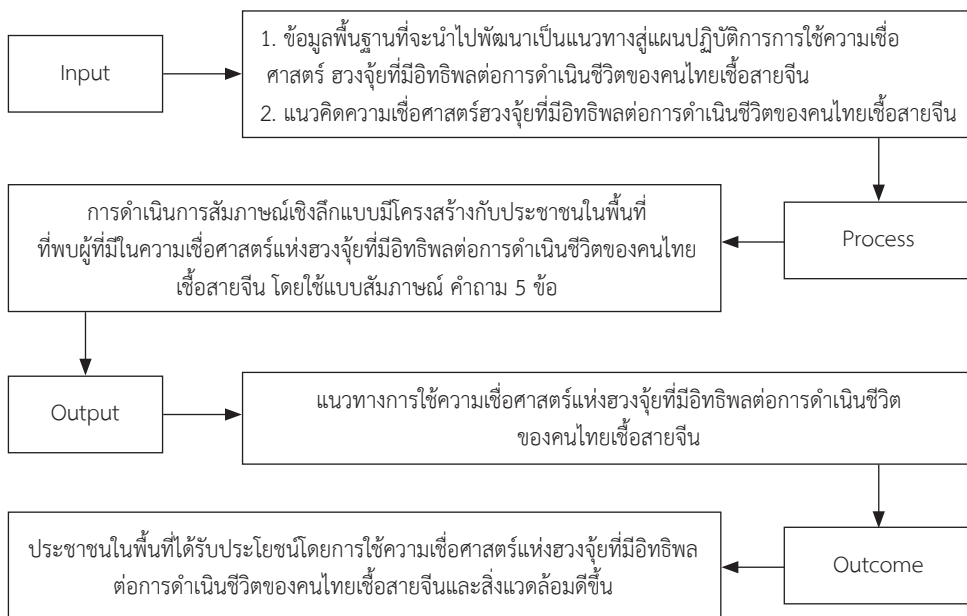 Input
1. ข้อมูลพื้นฐานที่จะนำไปพัฒนาเป็นแนวทางสู่แผนปฏิบัติการการใช้ความเชื่อ
ศาสตร์ ฮวงจุ้ยที่มีอิทธิพลต่อการดำเนินชีวิตของคนไทยเชื้อสายจีน
2. แนวคิดความเชื่อศาสตร์ฮวงจุ้ยที่มีอิทธิพลต่อการดำเนินชีวิตของคนไทยเชื้อสายจีน
Process
การดำเนินการสัมภาษณ์เชิงลึกแบบมีโครงสร้างกับประชาชนในพื้นที่
ที่พบผู้ที่มีในความเชื่อศาสตร์แห่งฮวงจุ้ยที่มีอิทธิพลต่อการดำเนินชีวิตของคนไทย
เชื้อสายจีน โดยใช้แบบสัมภาษณ์ คำถาม 5 ข้อ
Output
แนวทางการใช้ความเชื่อศาสตร์แห่งฮวงจุ้ยที่มีอิทธิพลต่อการดำเนินชีวิต
ของคนไทยเชื้อสายจีน
Outcome
ประชาชนในพื้นที่ได้รับประโยชน์โดยการใช้ความเชื่อศาสตร์แห่งฮวงจุ้ยที่มีอิทธิพล
ต่อการดำเนินชีวิตของคนไทยเชื้อสายจีนและสิ่งแวดล้อมดีขึ้น